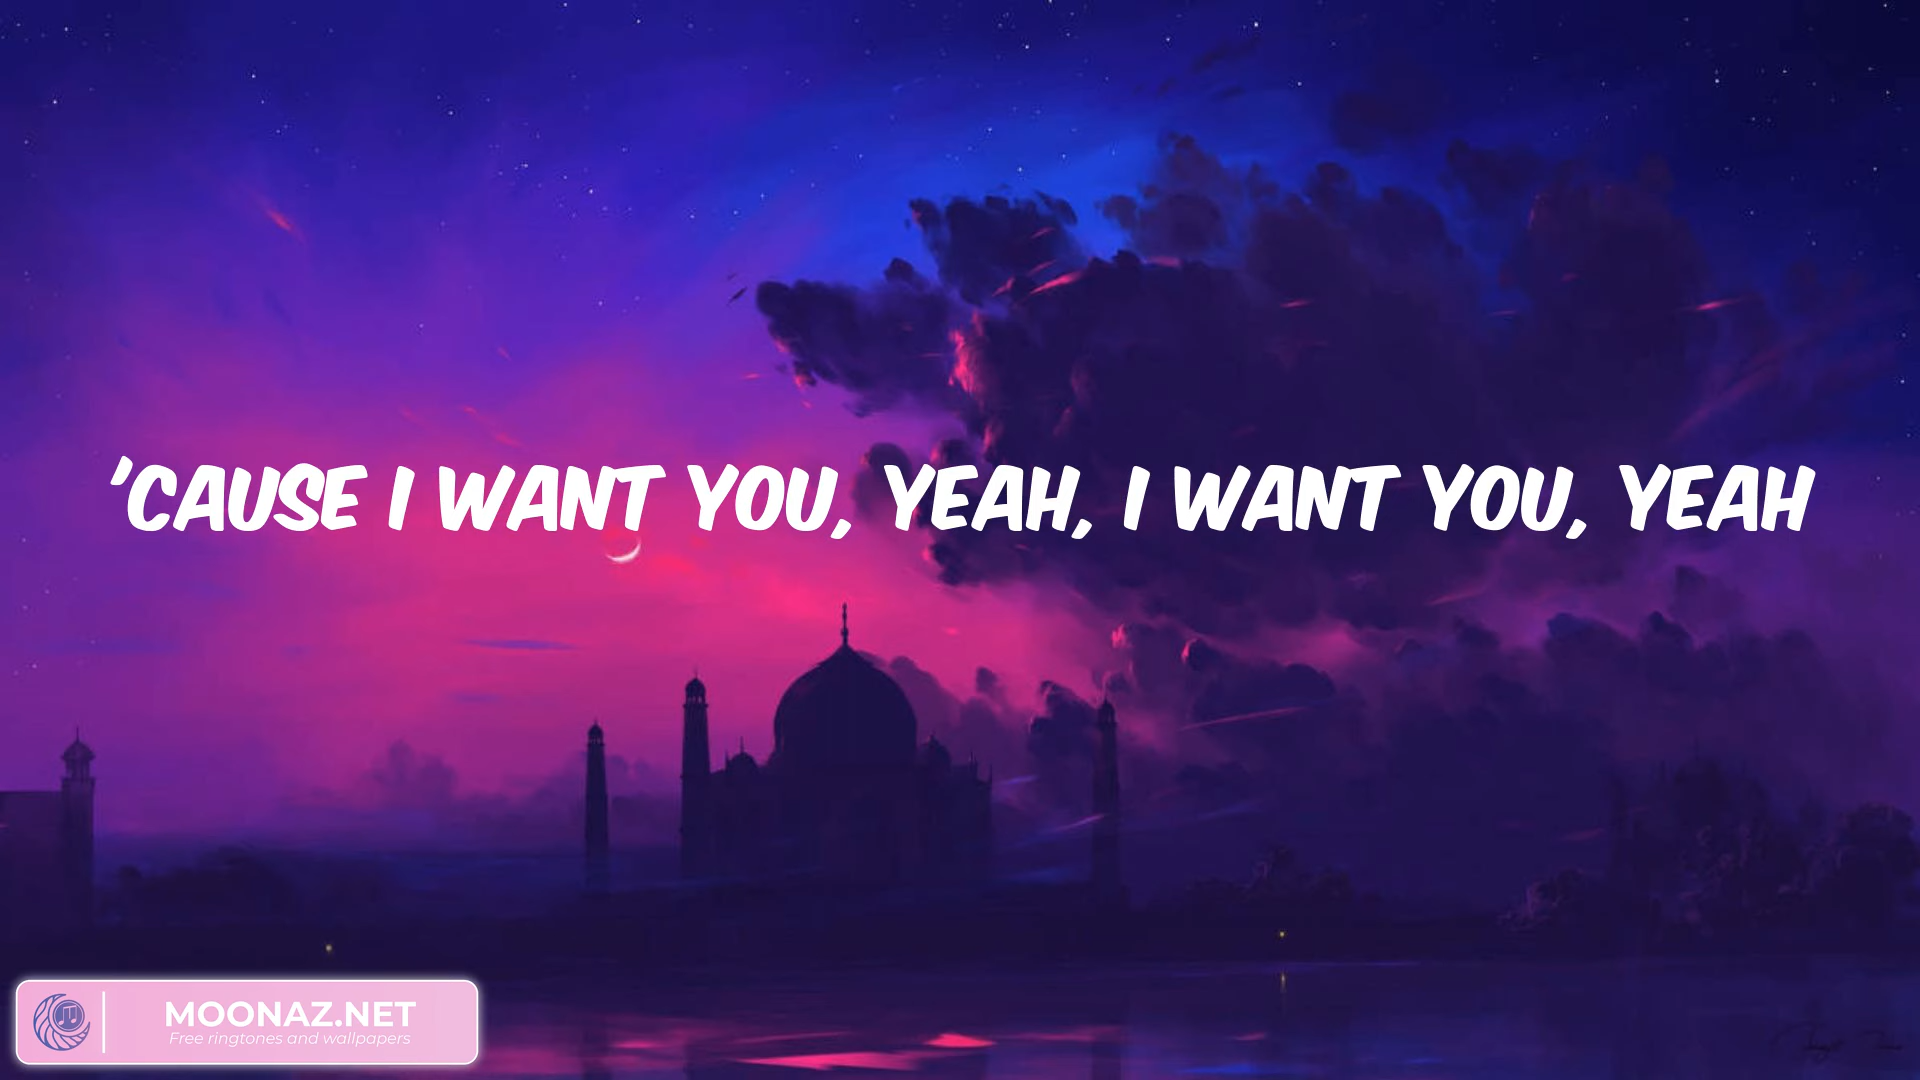 'CAUSE I WANT YOU, YEAH, I WANT YOU, YEAH
MOONAZ.NET
Free ringtones and wallpapers